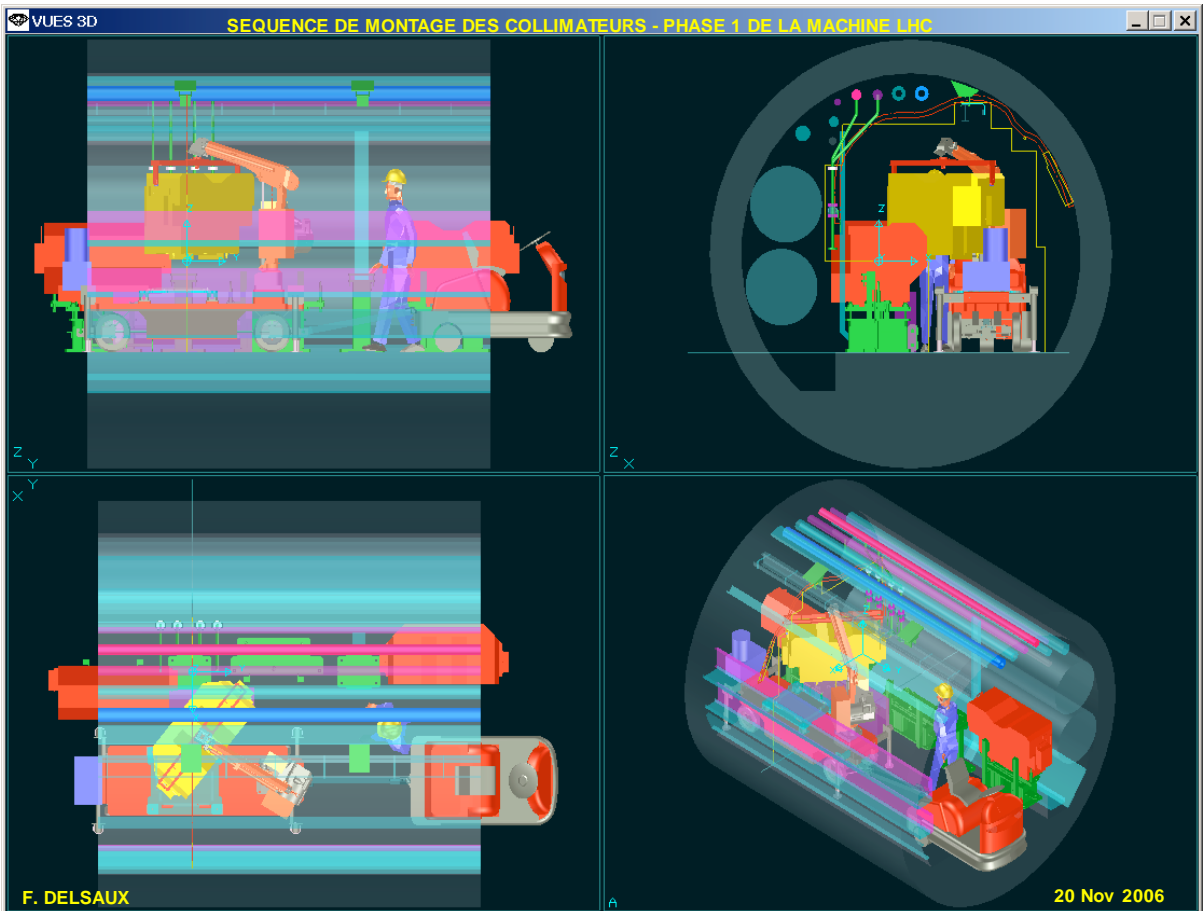 VUES 3D
SEQUENCE DE MONTAGE DES COLLIMATEURS - PHASE 1 DE LA MACHINE LHC
Z
Y
Z
X
Z
X
Y
F. DELSAUX
A
20 Nov 2006